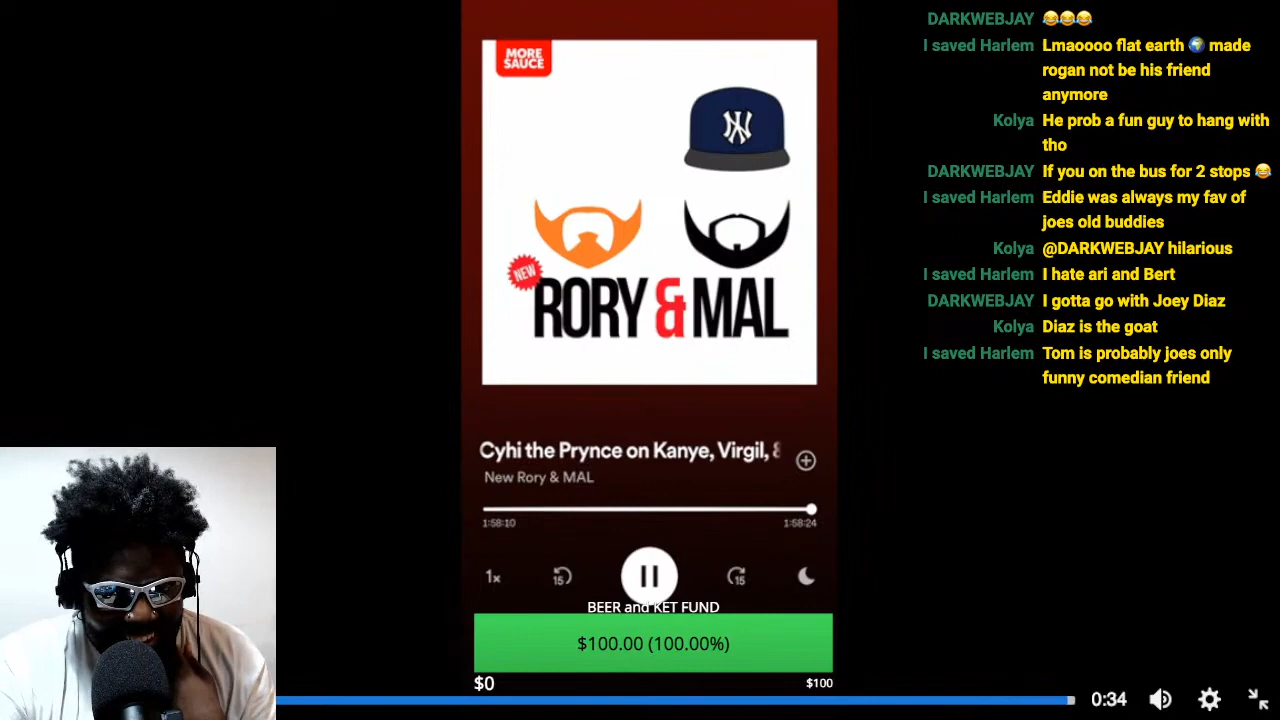 MORE
SAUCE
NY
NEW
RORY & MAL
Cyhi the Prynce on Kanye, Virgil, &
New Rory & MAL
1:58:10
1:58:24
1x
15
15
BEER and KET FUND
$100.00 (100.00%)
$0
$100
DARKWEBJAY 😂😂😂
I saved Harlem Lmaoooo flat earth 🌍 made
rogan not be his friend
anymore
Kolya He prob a fun guy to hang with
tho
DARKWEBJAY If you on the bus for 2 stops 😂
I saved Harlem Eddie was always my fav of
joes old buddies
Kolya @DARKWEBJAY hilarious
I saved Harlem I hate ari and Bert
DARKWEBJAY I gotta go with Joey Diaz
Kolya Diaz is the goat
I saved Harlem Tom is probably joes only
funny comedian friend
0:34